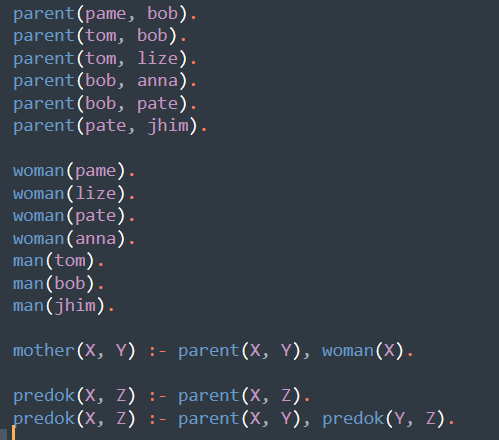 parent(pame, bob).
parent(tom, bob).
parent(tom, lize).
parent(bob, anna).
parent(bob, pate).
parent(pate, jhim).
woman(pame).
woman(lize).
woman(pate).
woman(anna).
man(tom).
man(bob).
man(jhim).
mother(X, Y) :- parent(X, Y), woman(X).
predok(X, Z) :- parent(X, Z).
predok(X, Z) :- parent(X, Y), predok(Y, Z).